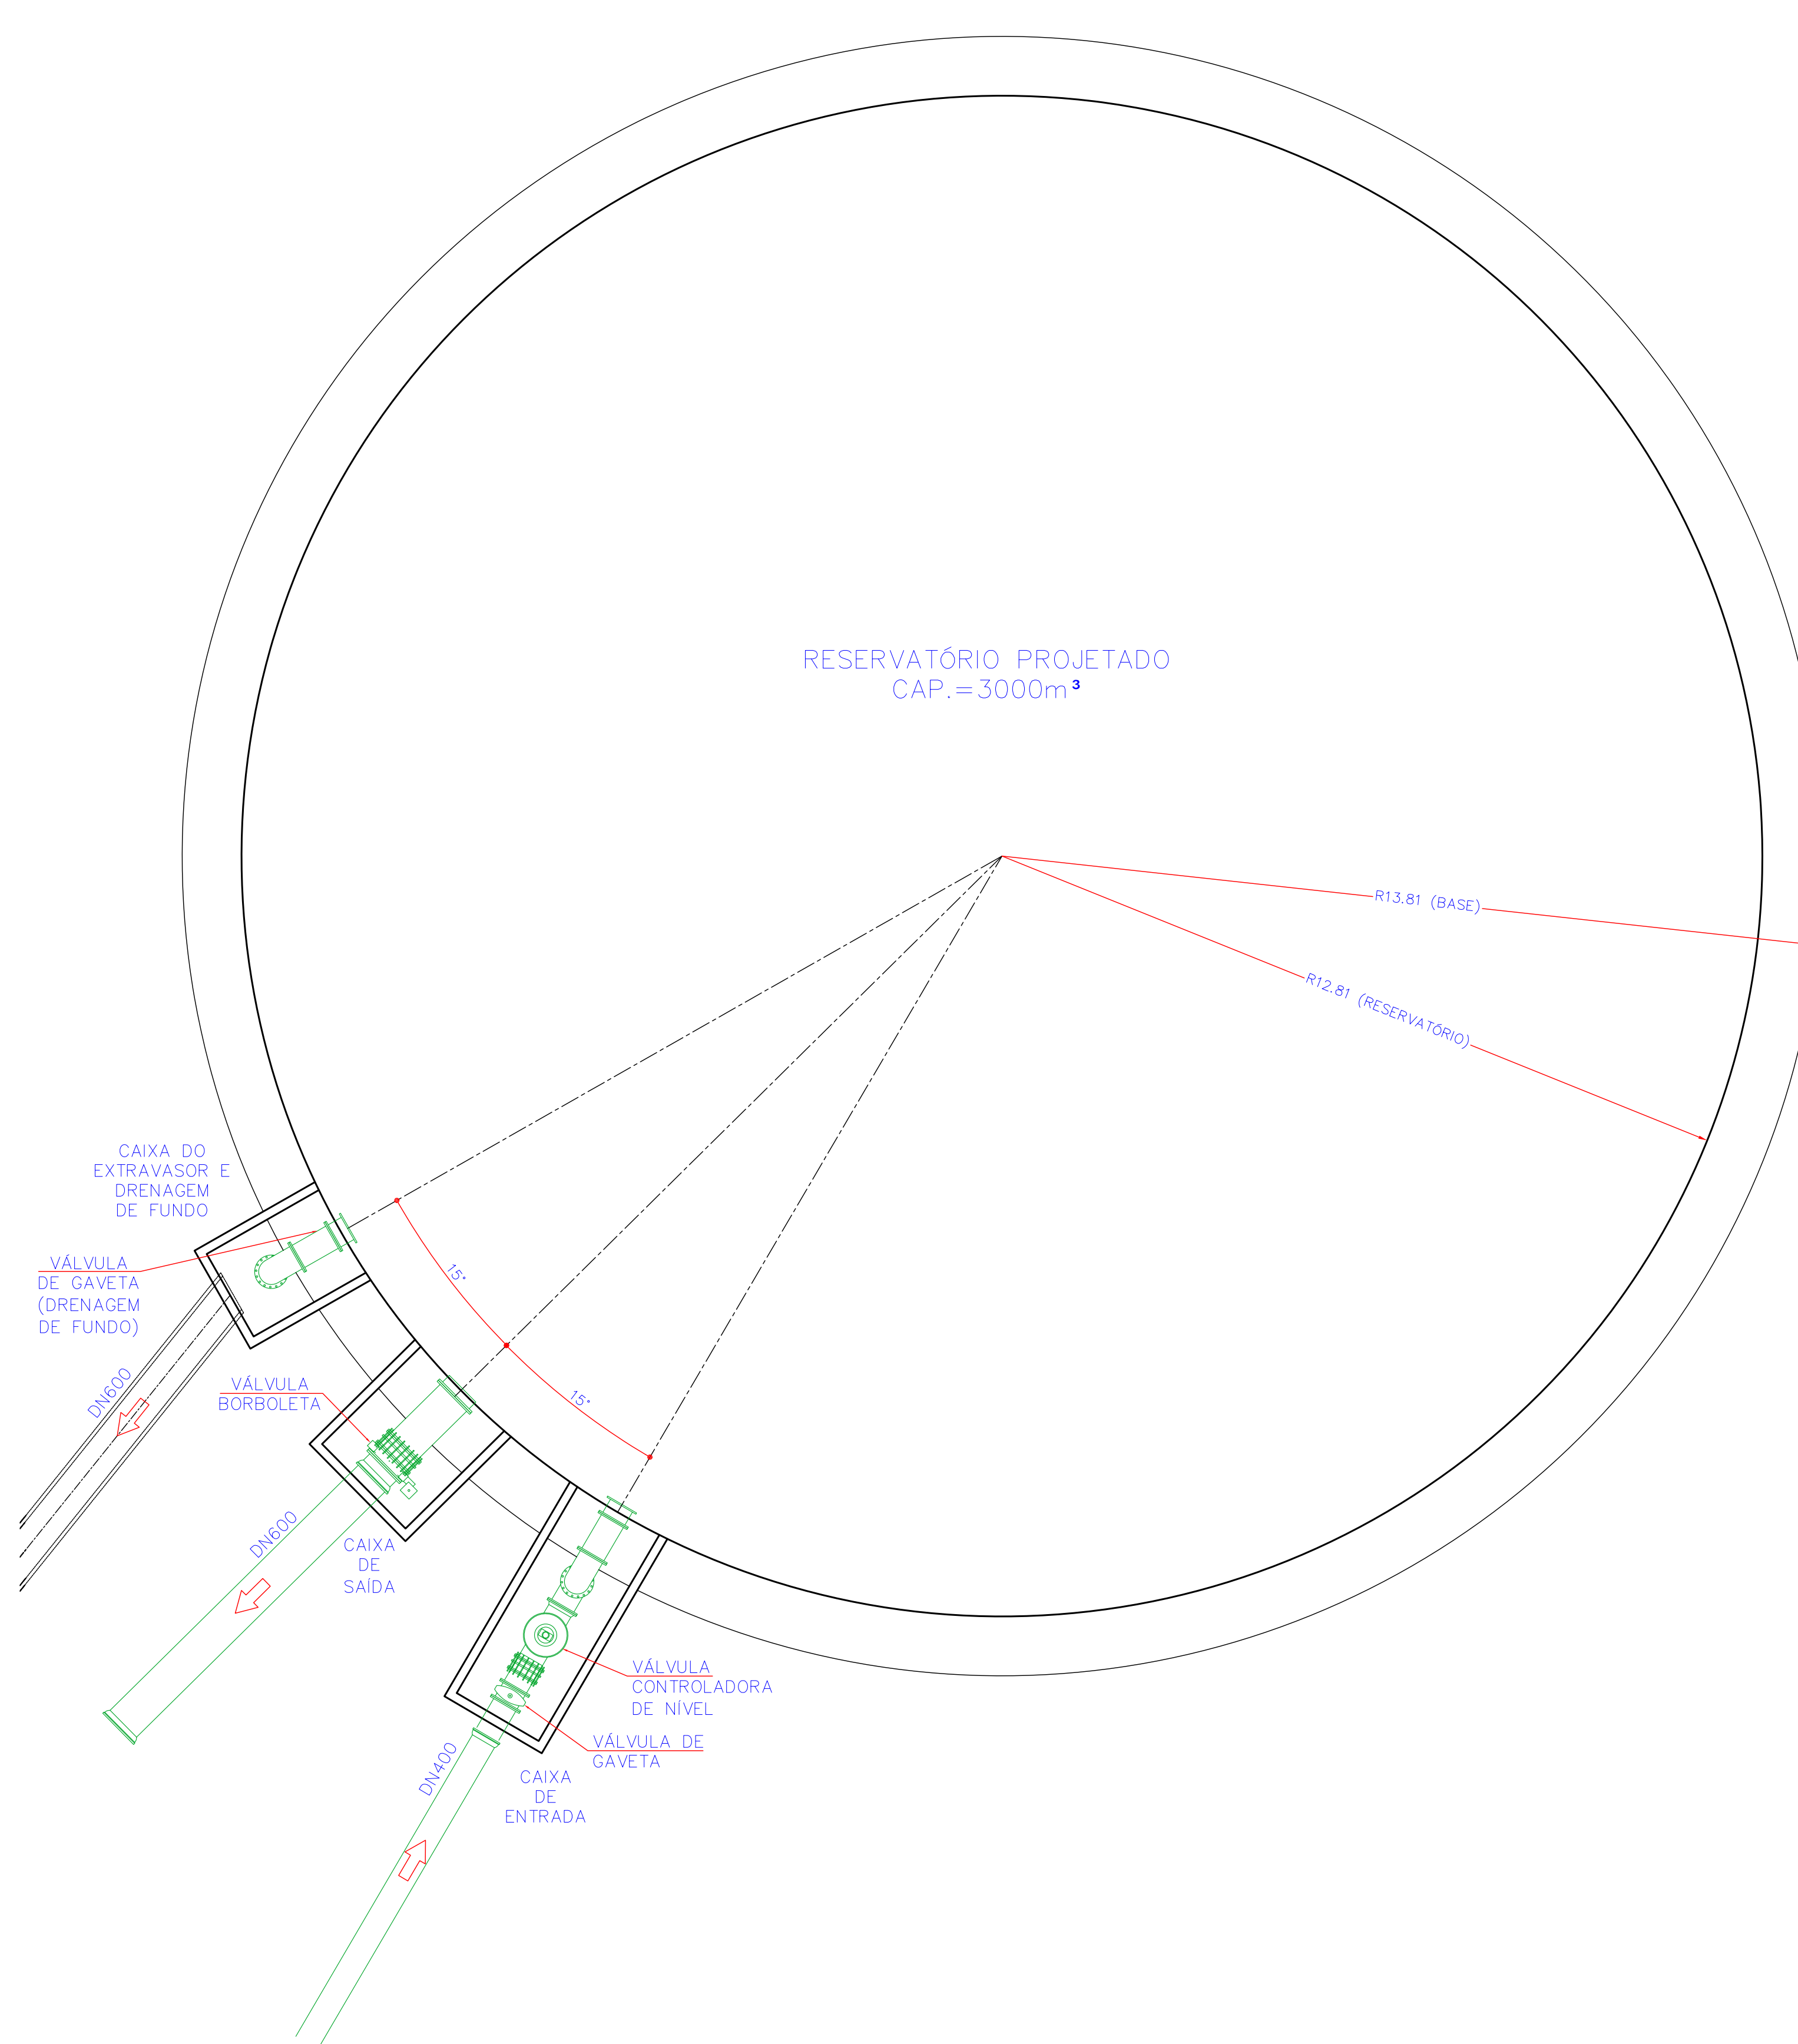 RESERVATÓRIO PROJETADO
CAP.=3000m³
R13.81 (BASE)
R12.81 (RESERVATÓRIO)
CAIXA DO
EXTRAVASOR E
DRENAGEM
DE FUNDO
VÁLVULA
DE GAVETA
(DRENAGEM
DE FUNDO)
15°
DN600
VÁLVULA
BORBOLETA
15°
DN600
CAIXA
DE
SAÍDA
VÁLVULA
CONTROLADORA
DE NÍVEL
VÁLVULA DE
GAVETA
DN400
CAIXA
DE
ENTRADA